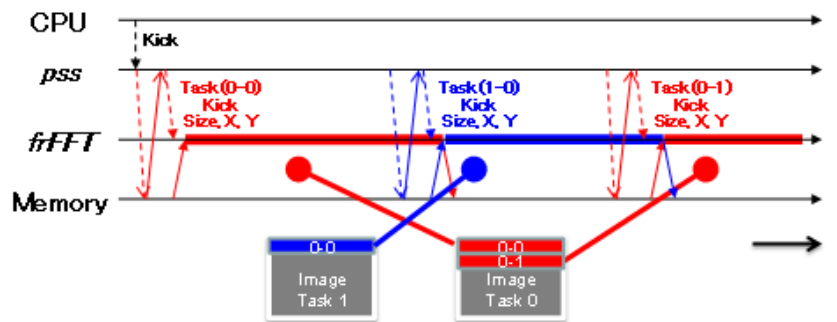 CPU
Kick
pss
Task(0-0)
Kick
Size, X, Y
Task(1-0)
Kick
Size, X, Y
Task(0-1)
Kick
Size, X, Y
frFFT
Memory
0-0
Image
Task 1
0-0
0-1
Image
Task 0